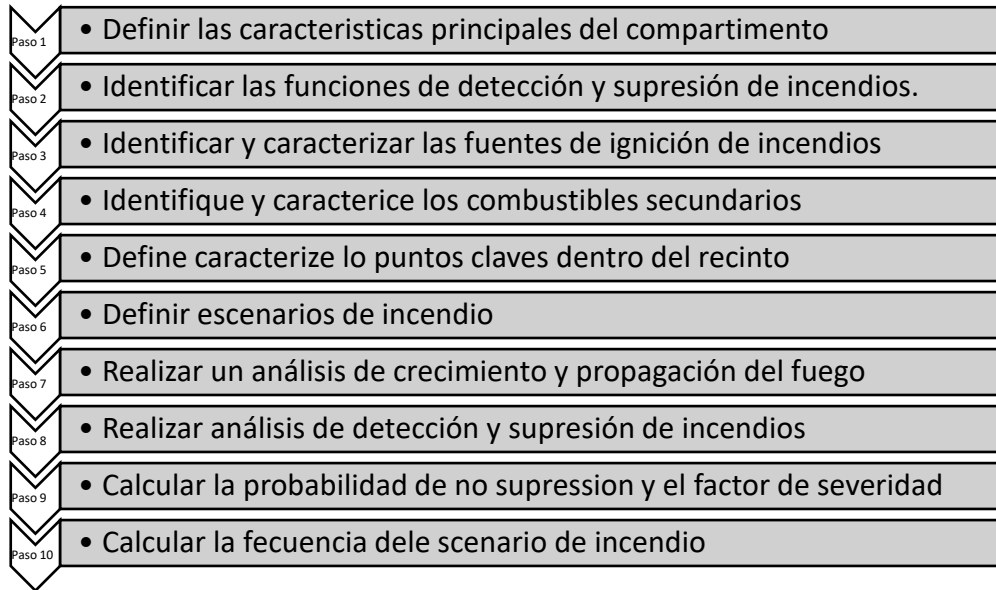 Paso 1 • Definir las caracteristicas principales del compartimento
Paso 2 • Identificar las funciones de detección y supresión de incendios.
Paso 3 • Identificar y caracterizar las fuentes de ignición de incendios
Paso 4 • Identifique y caracterice los combustibles secundarios
Paso 5 • Define caracterize lo puntos claves dentro del recinto
Paso 6 • Definir escenarios de incendio
Paso 7 • Realizar un análisis de crecimiento y propagación del fuego
Paso 8 • Realizar análisis de detección y supresión de incendios
Paso 9 • Calcular la probabilidad de no supression y el factor de severidad
Paso 10 • Calcular la fecuencia dele scenario de incendio